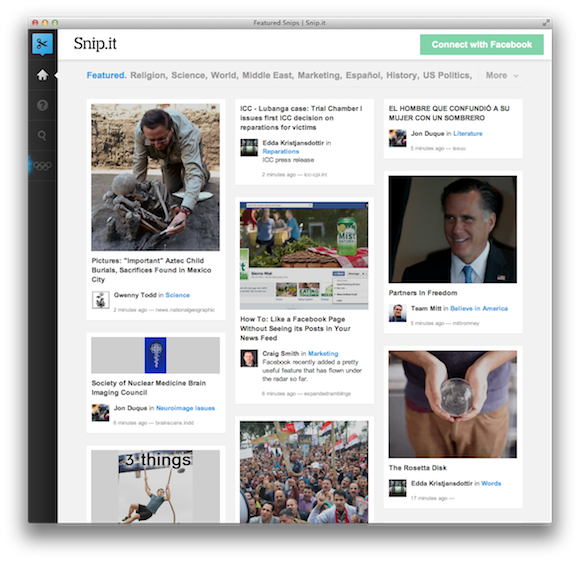 Featured Snips | Snip.it
Snip.it
Connect with Facebook
Featured. Religion, Science, World, Middle East, Marketing, Español, History, US Politics,
More
Pictures: "Important" Aztec Child
Burials, Sacrifices Found in Mexico
City
Gwenny Todd in Science
2 minutes ago — news.nationalgeographic
Society of Nuclear Medicine Brain
Imaging Council
Jon Duque in Neuroimage Issues
6 minutes ago — brainscans.indd
3 things
ICC - Lubanga case: Trial Chamber I
issues first ICC decision on
reparations for victims
Edda Kristjansdottir in
Reparations
ICC press release
2 minutes ago — icc-cpi.int
Mist
Sierra Mist
How To: Like a Facebook Page
Without Seeing its Posts in Your
News Feed
Craig Smith in Marketing
Facebook recently added a pretty
useful feature that has flown under
the radar so far.
6 minutes ago — expandedramblings
EL HOMBRE QUE CONFUNDIÓ A SU
MUJER CON UN SOMBRERO
Jon Duque in Literature
5 minutes ago —
Partners in Freedom
Team Mitt in Believe in America
5 minutes ago — mittromney
The Rosetta Disk
Edda Kristjansdottir in Words
17 minutes ago —